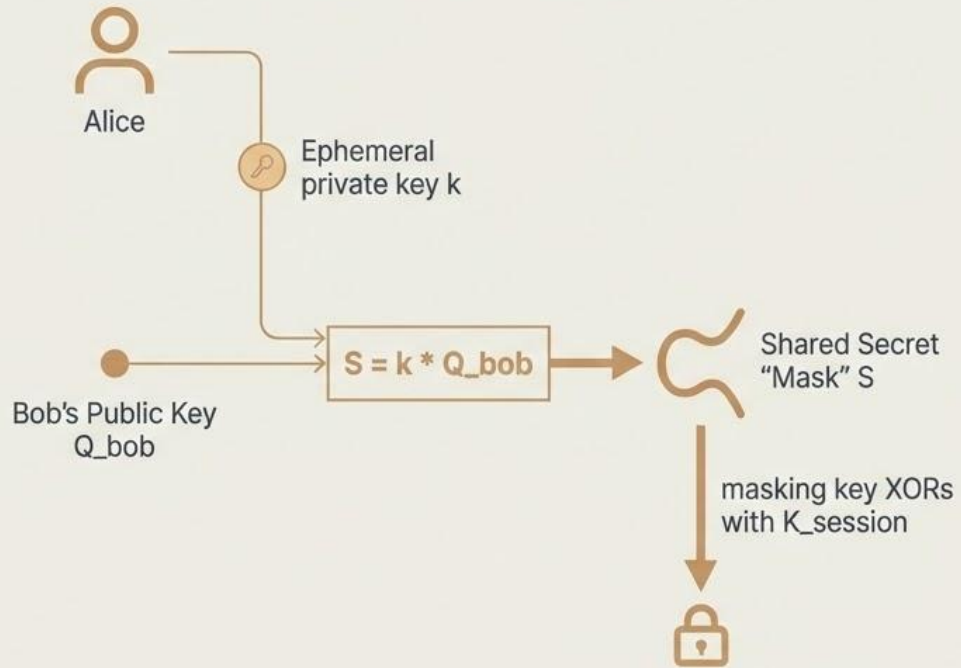 Alice
Ephemeral
private key k
S = k * Q_bob
Bob's Public Key
Q_bob
Shared Secret
“Mask” S
masking key XORs
with K_session